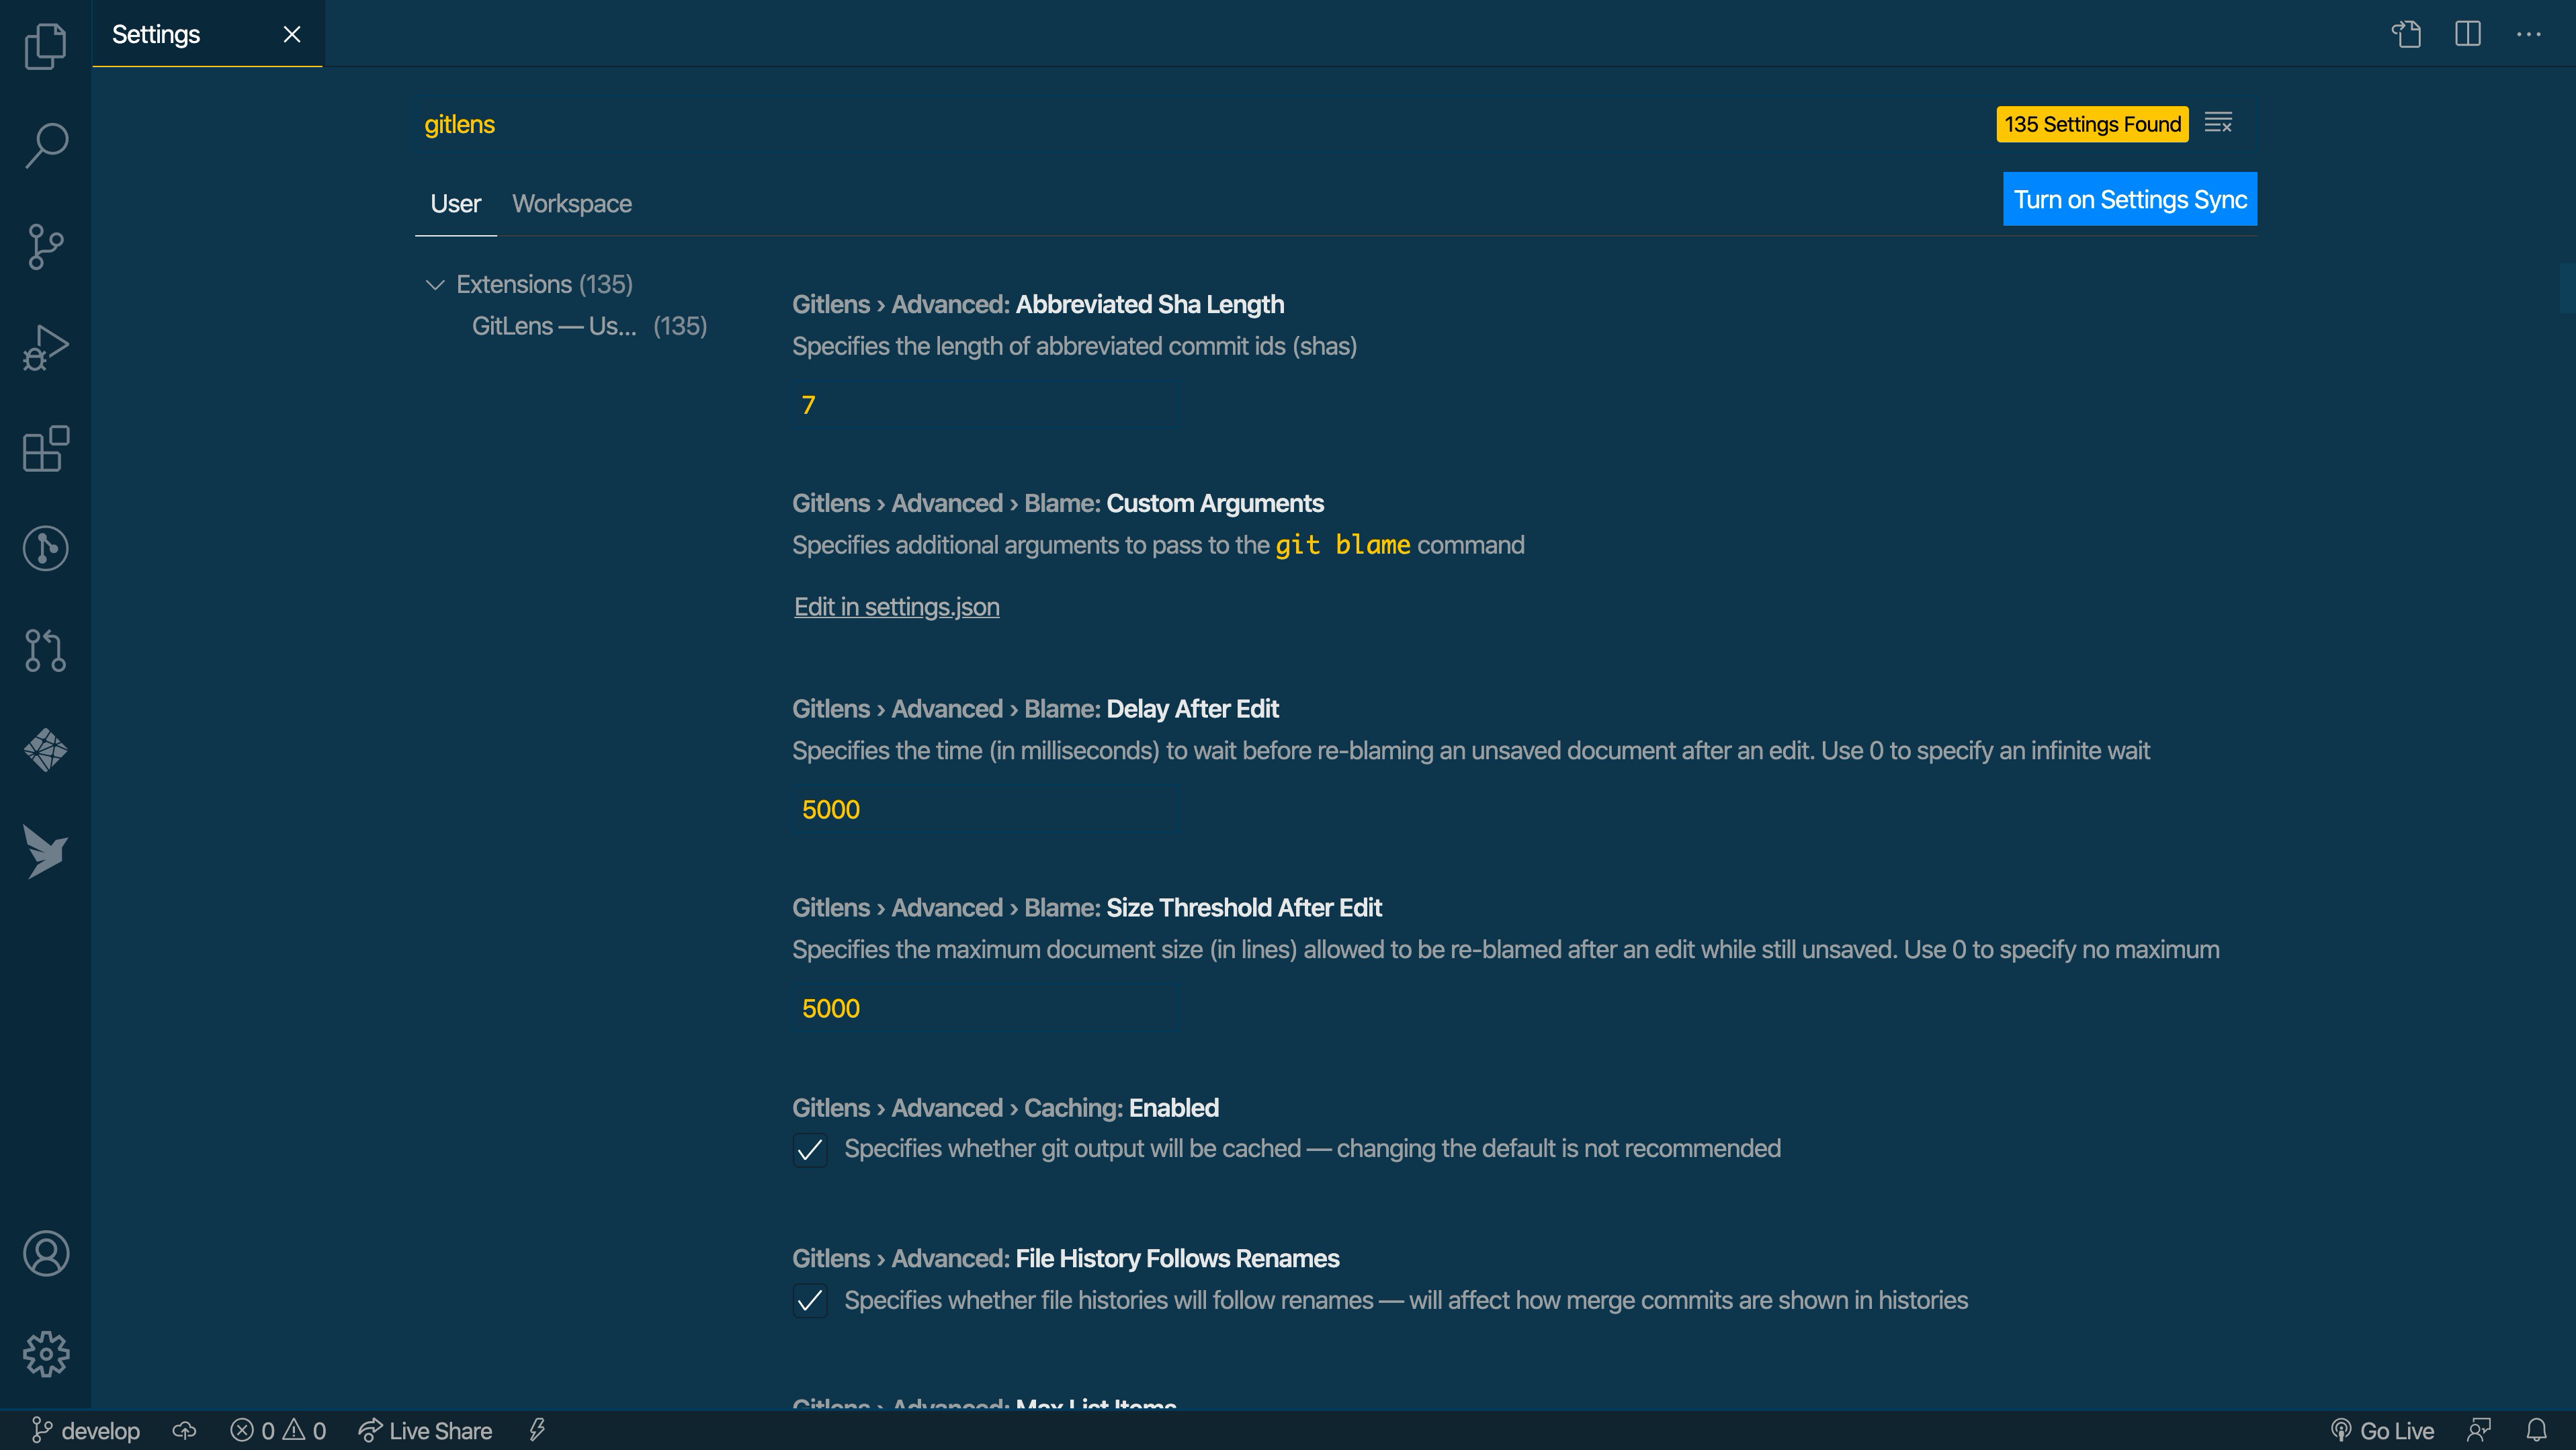 Settings
gitlens
135 Settings Found
User Workspace
Turn on Settings Sync
Extensions (135)
GitLens — Us... (135)
Gitlens › Advanced: Abbreviated Sha Length
Specifies the length of abbreviated commit ids (shas)
7
Gitlens › Advanced › Blame: Custom Arguments
Specifies additional arguments to pass to the git blame command
Edit in settings.json
Gitlens › Advanced › Blame: Delay After Edit
Specifies the time (in milliseconds) to wait before re-blaming an unsaved document after an edit. Use 0 to specify an infinite wait
5000
Gitlens › Advanced › Blame: Size Threshold After Edit
Specifies the maximum document size (in lines) allowed to be re-blamed after an edit while still unsaved. Use 0 to specify no maximum
5000
Gitlens › Advanced › Caching: Enabled
Specifies whether git output will be cached — changing the default is not recommended
Gitlens › Advanced: File History Follows Renames
Specifies whether file histories will follow renames — will affect how merge commits are shown in histories
Gitlens › Advanced: Max List Items
develop 0 0 Live Share Go Live